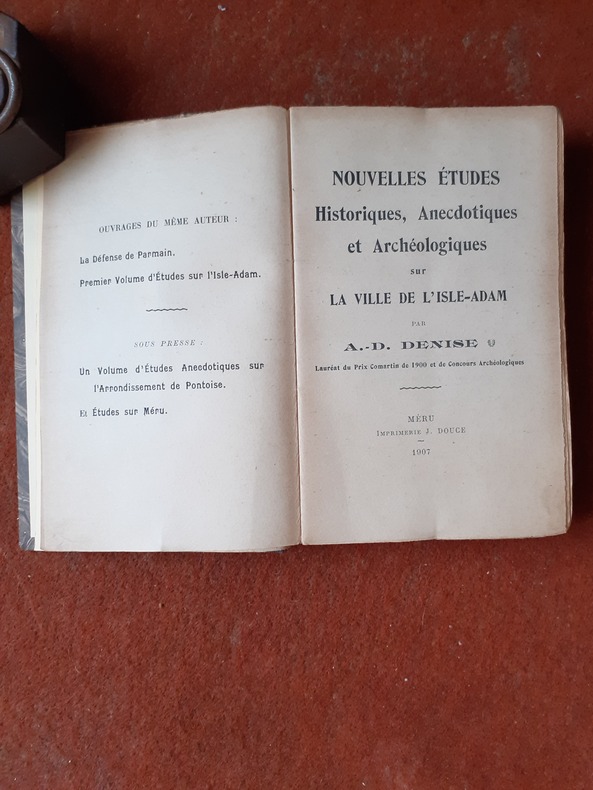 OUVRAGES DU MÊME AUTEUR :
La Défense de Parmain.
Premier Volume d'Études sur l'Isle-Adam.
SOUS PRESSE :
Un Volume d'Études Anecdotiques sur
l'Arrondissement de Pontoise.
Et Études sur Méru.
NOUVELLES ÉTUDES
Historiques, Anecdotiques
et Archéologiques
sur
LA VILLE DE L'ISLE-ADAM
PAR
A.-D. DENISE
Lauréat du Prix Comartin de 1900 et de Concours Archéologiques
MÉRU
IMPRIMERIE J. DOUCE
1907